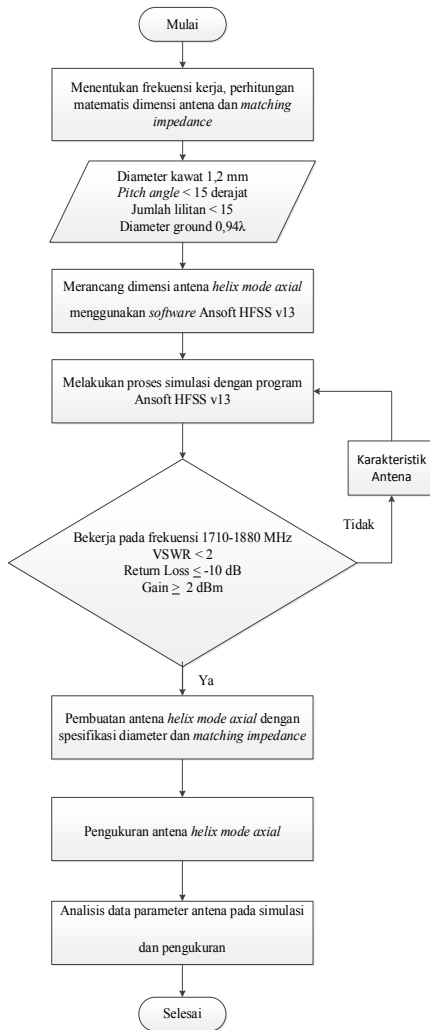 Mulai
Menentukan frekuensi kerja, perhitungan
matematis dimensi antena dan matching
impedance
Diameter kawat 1,2 mm
Pitch angle < 15 derajat
Jumlah lilitan < 15
Diameter ground 0,94λ
Merancang dimensi antena helix mode axial
menggunakan software Ansoft HFSS v13
Melakukan proses simulasi dengan program
Ansoft HFSS v13
Karakteristik
Antena
Tidak
Bekerja pada frekuensi 1710-1880 MHz
VSWR < 2
Return Loss ≤ -10 dB
Gain ≥ 2 dBm
Ya
Pembuatan antena helix mode axial dengan
spesifikasi diameter dan matching impedance
Pengukuran antena helix mode axial
Analisis data parameter antena pada simulasi
dan pengukuran
Selesai